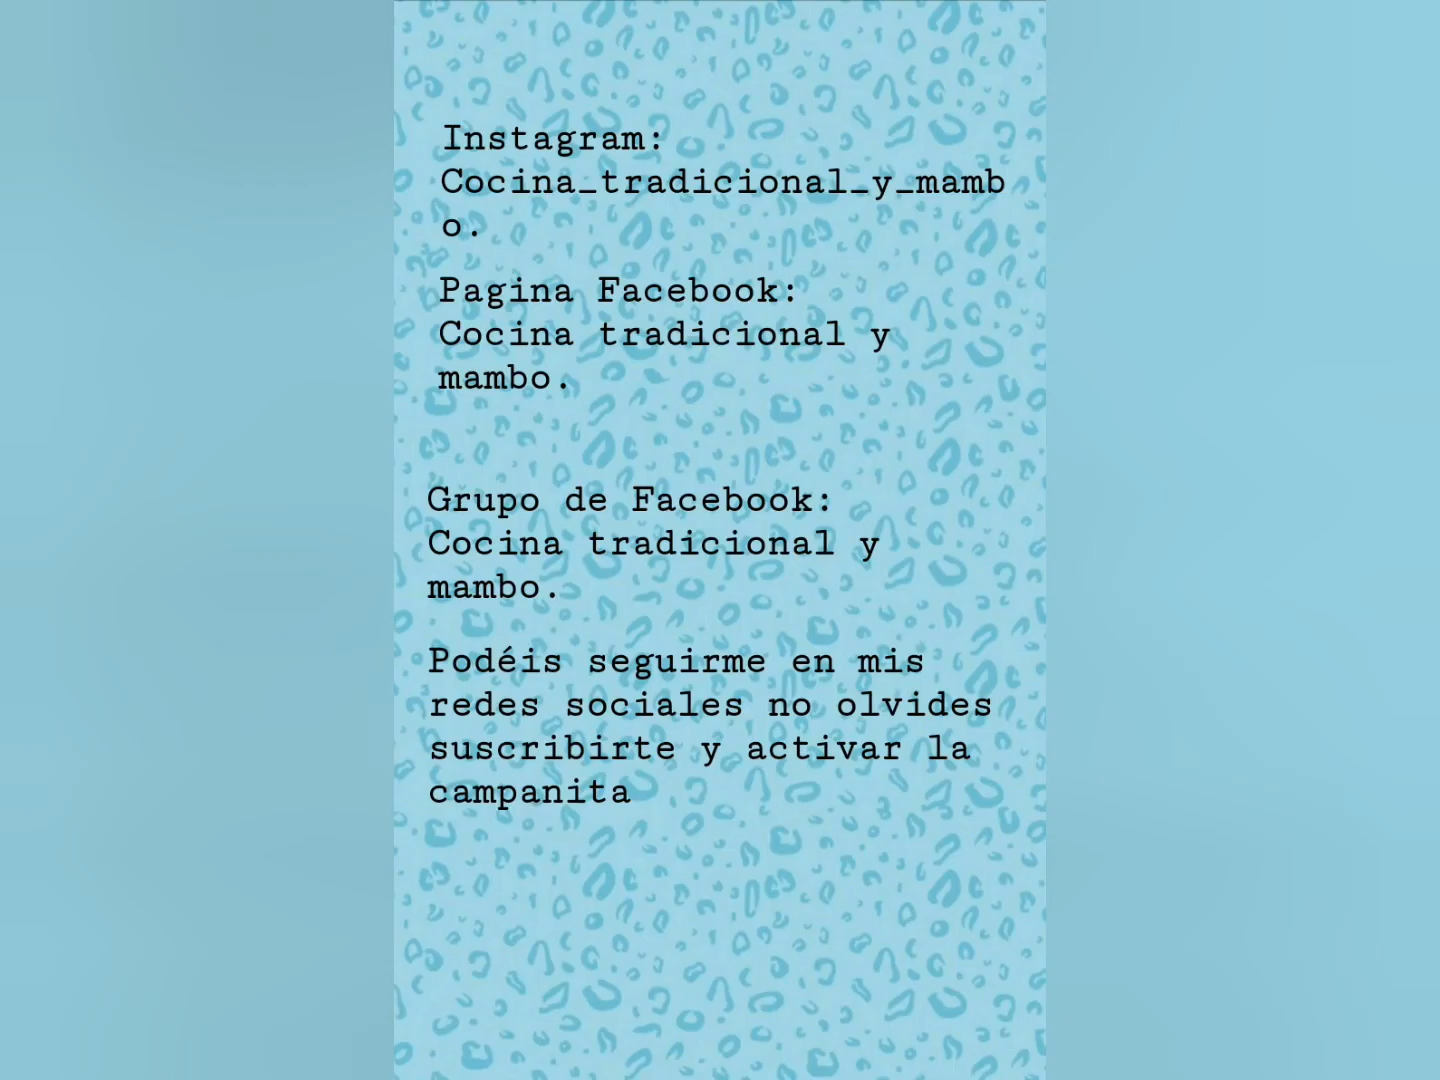 Instagram:
Cocina_tradicional_y_mamb
o.
Pagina Facebook:
Cocina tradicional y
mambo.
Grupo de Facebook:
Cocina tradicional y
mambo.
Podéis seguirme en mis
redes sociales no olvides
suscribirte y activar la
campanita